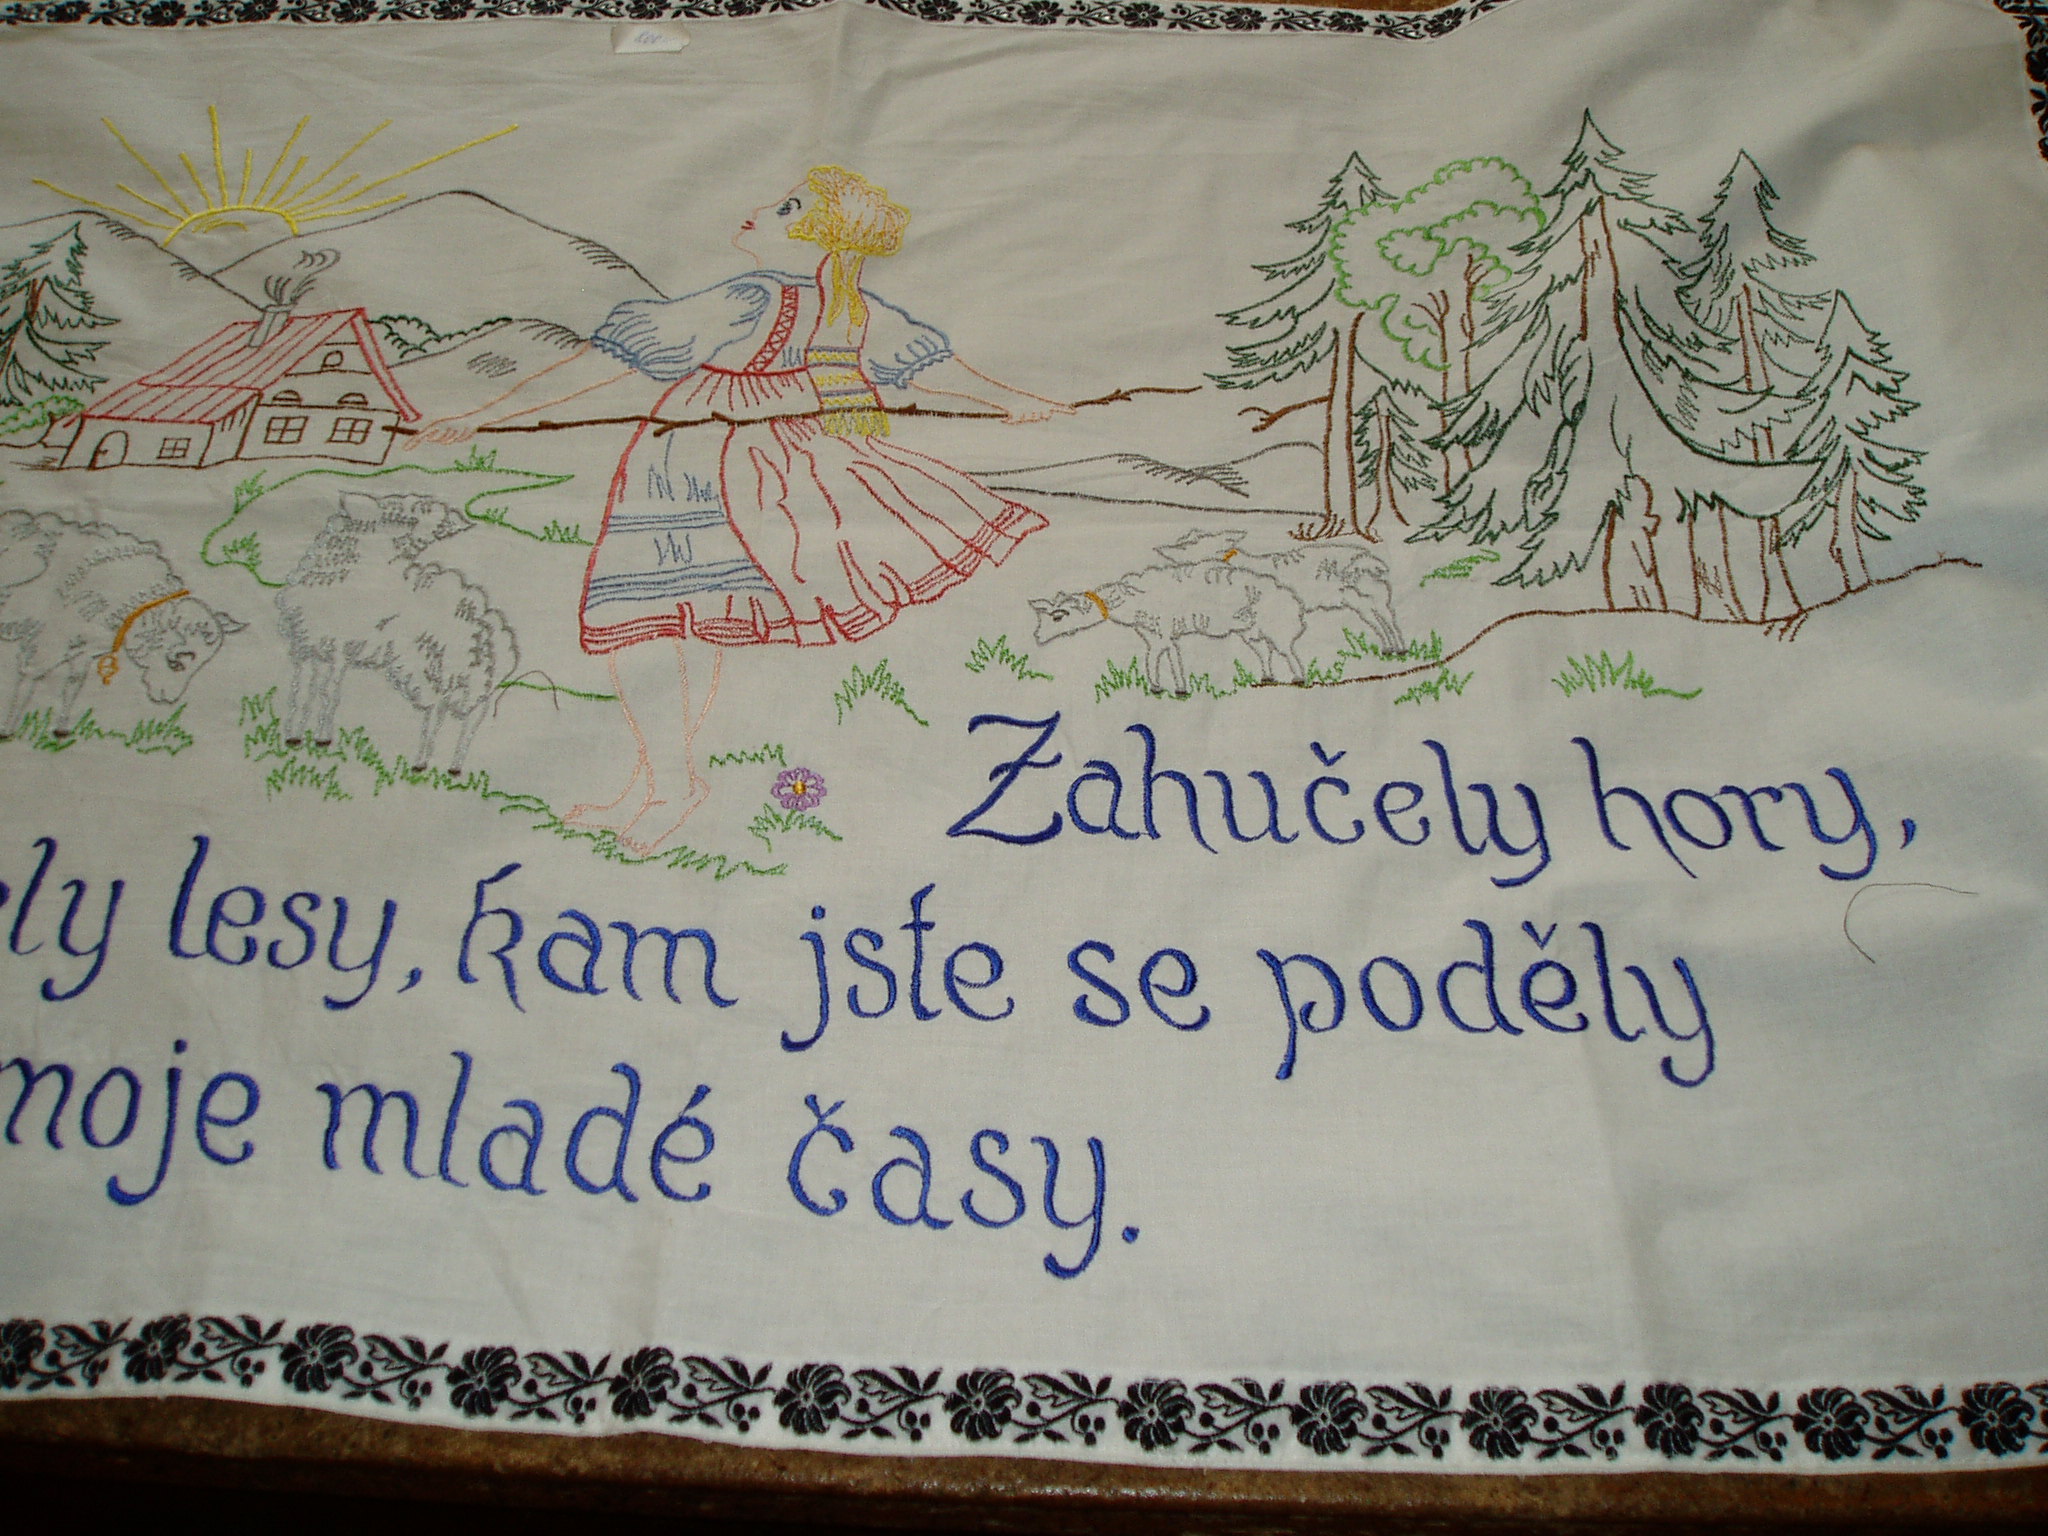 Zahučely hory,
ly lesy, kam jste se poděly
moje mladé časy.